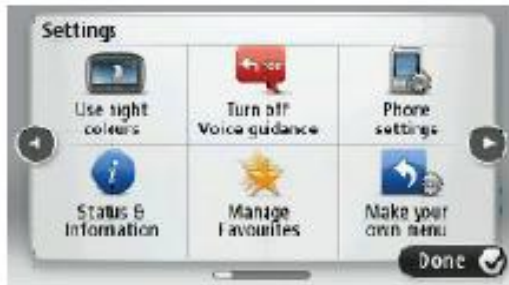 Settings
Use night
colours
Turn off
Voice guidance
Phone
settings
Status &
Information
Manage
Favourites
Make your
own menu
Done